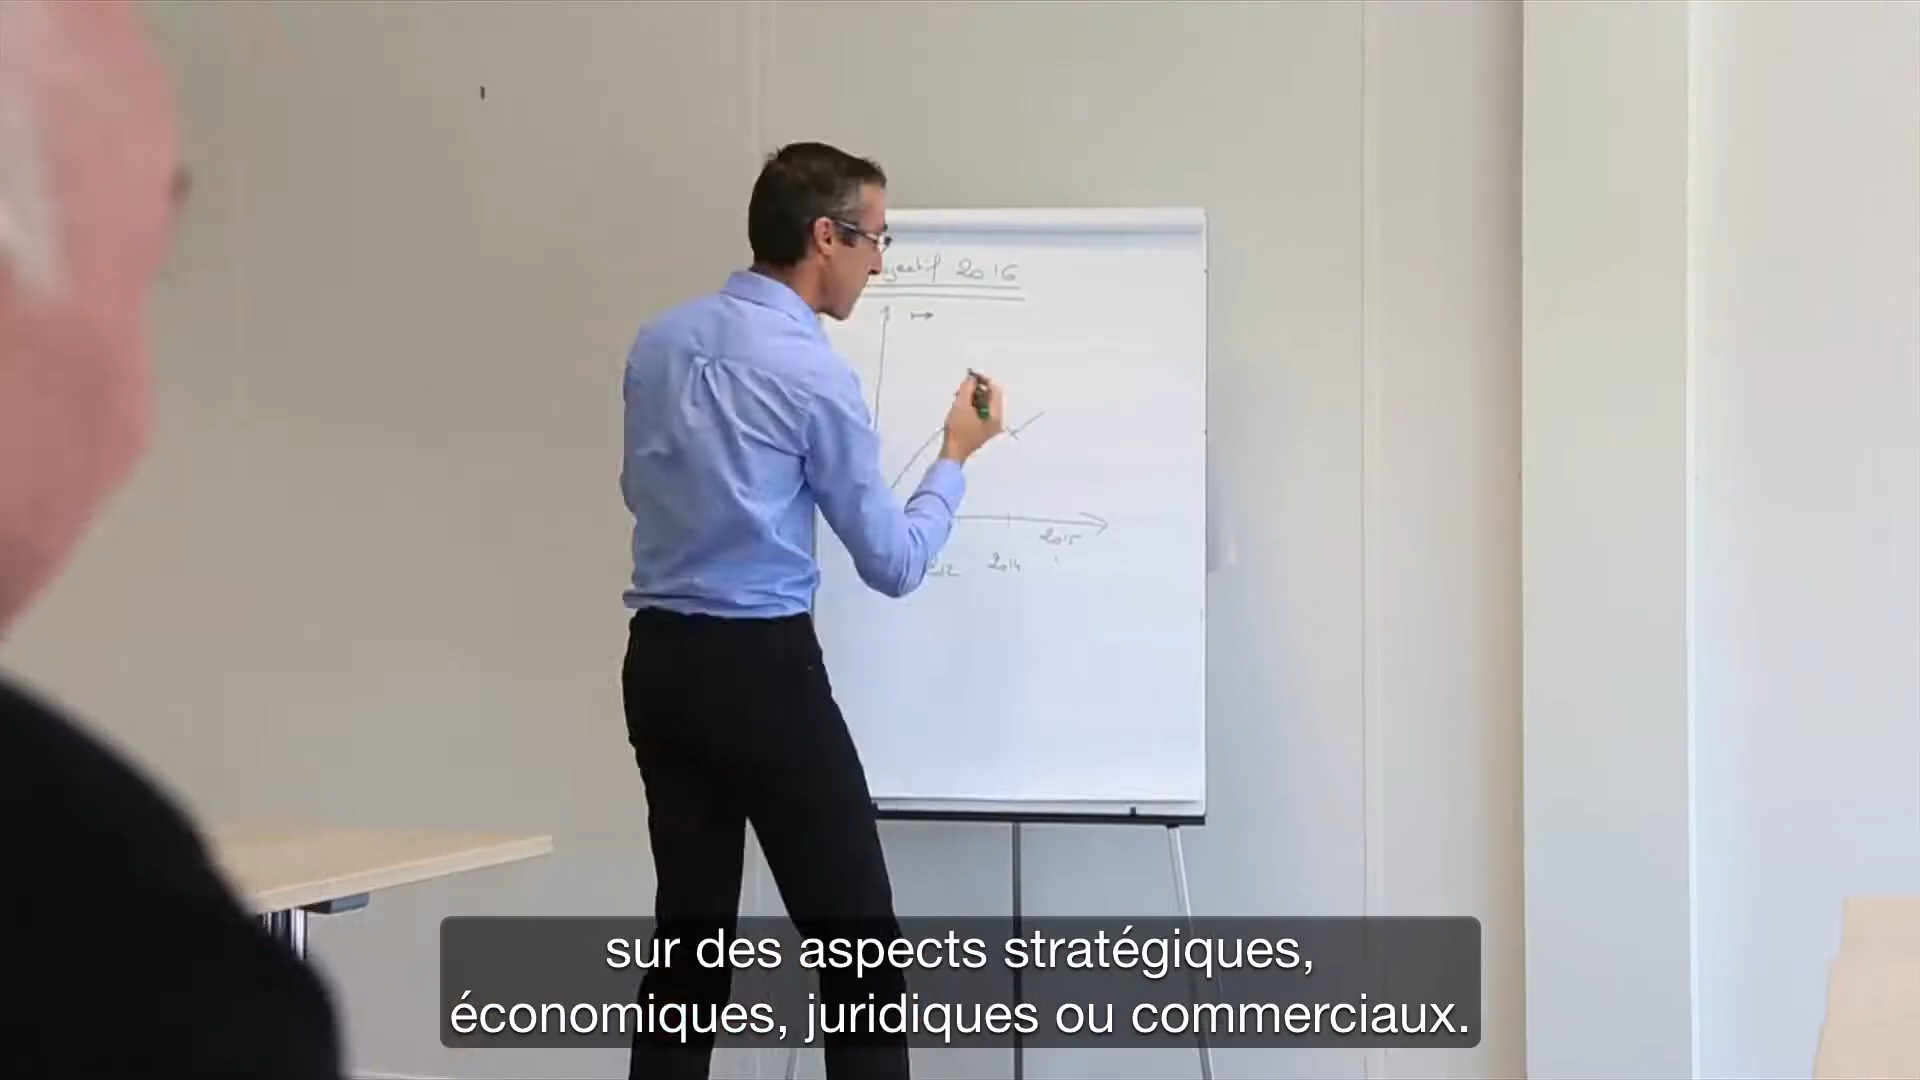 2016
2015
2014
sur des aspects stratégiques,
économiques, juridiques ou commerciaux.